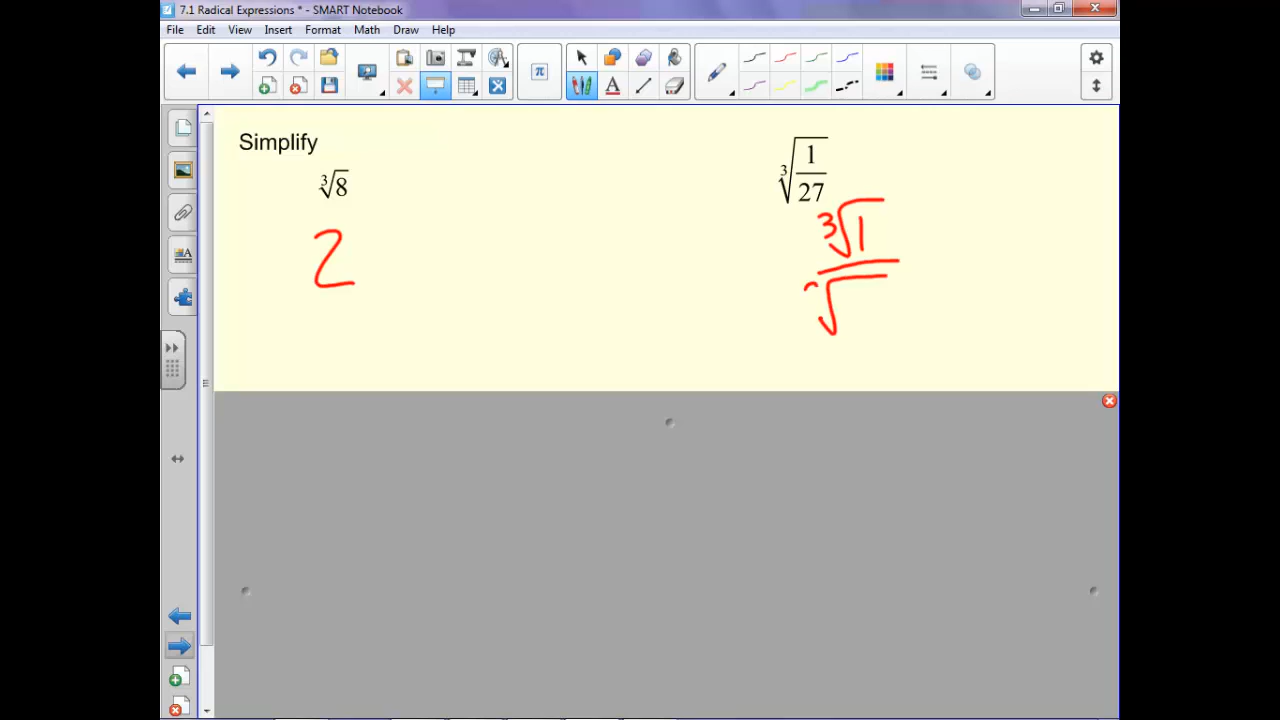 7.1 Radical Expressions * - SMART Notebook
File Edit View Insert Format Math Draw Help
π
A
A
Simplify
∛8
∛(1/27)
2
∛1
√